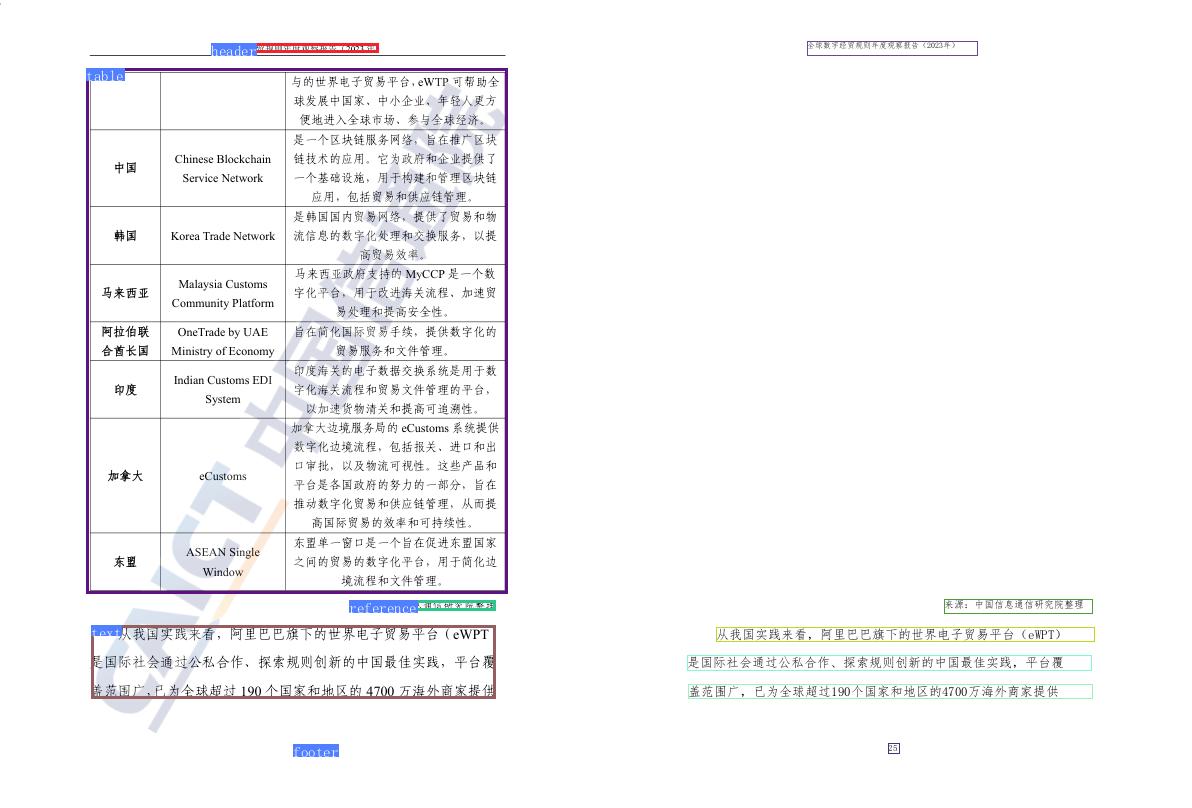 header
全球数字经贸规则年度观察报告（2023年）
table
与的世界电子贸易平台，eWTP 可帮助全
球发展中国家、中小企业、年轻人更方
便地进入全球市场、参与全球经济。
中国
Chinese Blockchain
Service Network
是一个区块链服务网络，旨在推广区块
链技术的应用。它为政府和企业提供了
一个基础设施，用于构建和管理区块链
应用，包括贸易和供应链管理。
韩国
Korea Trade Network
是韩国国内贸易网络，提供了贸易和物
流信息的数字化处理和交换服务，以提
高贸易效率。
马来西亚
Malaysia Customs
Community Platform
马来西亚政府支持的 MyCCP 是一个数
字化平台，用于改进海关流程、加速贸
易处理和提高安全性。
阿拉伯联
合酋长国
OneTrade by UAE
Ministry of Economy
旨在简化国际贸易手续，提供数字化的
贸易服务和文件管理。
印度
Indian Customs EDI
System
印度海关的电子数据交换系统是用于数
字化海关流程和贸易文件管理的平台，
以加速货物清关和提高可追溯性。
加拿大
eCustoms
加拿大边境服务局的 eCustoms 系统提供
数字化边境流程，包括报关、进口和出
口审批，以及物流可视性。这些产品和
平台是各国政府的努力的一部分，旨在
推动数字化贸易和供应链管理，从而提
高国际贸易的效率和可持续性。
东盟
ASEAN Single
Window
东盟单一窗口是一个旨在促进东盟国家
之间的贸易的数字化平台，用于简化边
境流程和文件管理。
CAICT 中国信通院
reference
text
从我国实践来看，阿里巴巴旗下的世界电子贸易平台（eWPT
是国际社会通过公私合作、探索规则创新的中国最佳实践，平台覆
盖范围广，已为全球超过 190 个国家和地区的 4700 万海外商家提供
footer
来源：中国信息通信研究院整理
从我国实践来看，阿里巴巴旗下的世界电子贸易平台（eWPT）
是国际社会通过公私合作、探索规则创新的中国最佳实践，平台覆
盖范围广，已为全球超过190个国家和地区的4700万海外商家提供
25